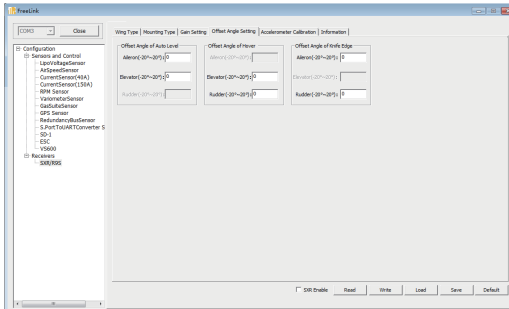 FreeLink
COM3 Close
Configuration
Sensors and Control
LipoVoltageSensor
AirSpeedSensor
CurrentSensor(40A)
CurrentSensor(150A)
RPM Sensor
VariometerSensor
GasSuiteSensor
GPS Sensor
RedundancyBusSensor
S.PortToUARTConverter S
SD-1
ESC
VS600
Receivers
SXR/R9S
Wing Type Mounting Type Gain Setting Offset Angle Setting Accelerometer Calibration Information
Offset Angle of Auto Level
Aileron(-20°~20°): 0
Elevator(-20°~20°): 0
Rudder(-20°~20°):
Offset Angle of Hover
Aileron(-20°~20°):
Elevator(-20°~20°): 0
Rudder(-20°~20°): 0
Offset Angle of Knife Edge
Aileron(-20°~20°): 0
Elevator(-20°~20°):
Rudder(-20°~20°): 0
SXR Enable Read Write Load Save Default